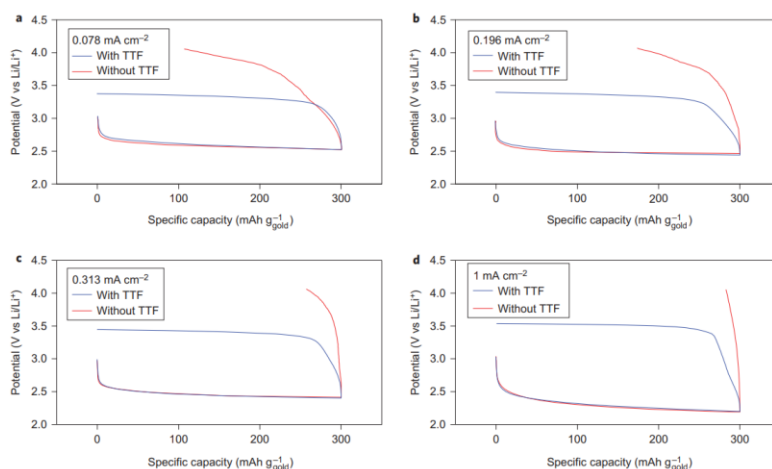 a
4.5
4.0
3.5
3.0
2.5
2.0
Potential (V vs Li/Li⁺)
0.078 mA cm⁻²
With TTF
Without TTF
0
100
200
300
Specific capacity (mAh g⁻¹gold)
b
4.5
4.0
3.5
3.0
2.5
2.0
Potential (V vs Li/Li⁺)
0.196 mA cm⁻²
With TTF
Without TTF
0
100
200
300
Specific capacity (mAh g⁻¹gold)
c
4.5
4.0
3.5
3.0
2.5
2.0
Potential (V vs Li/Li⁺)
0.313 mA cm⁻²
With TTF
Without TTF
0
100
200
300
Specific capacity (mAh g⁻¹gold)
d
4.5
4.0
3.5
3.0
2.5
2.0
Potential (V vs Li/Li⁺)
1 mA cm⁻²
With TTF
Without TTF
0
100
200
300
Specific capacity (mAh g⁻¹gold)